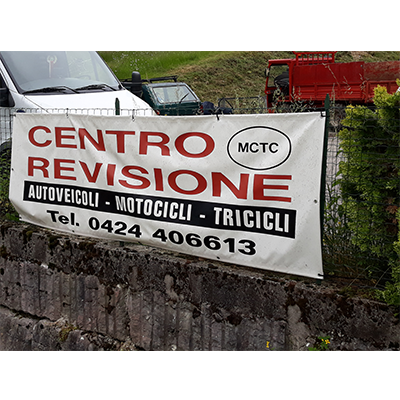 CENTRO MCTC
REVISIONE
AUTOVEICOLI - MOTOCICLI - TRICICLI
Tel. 0424 406613